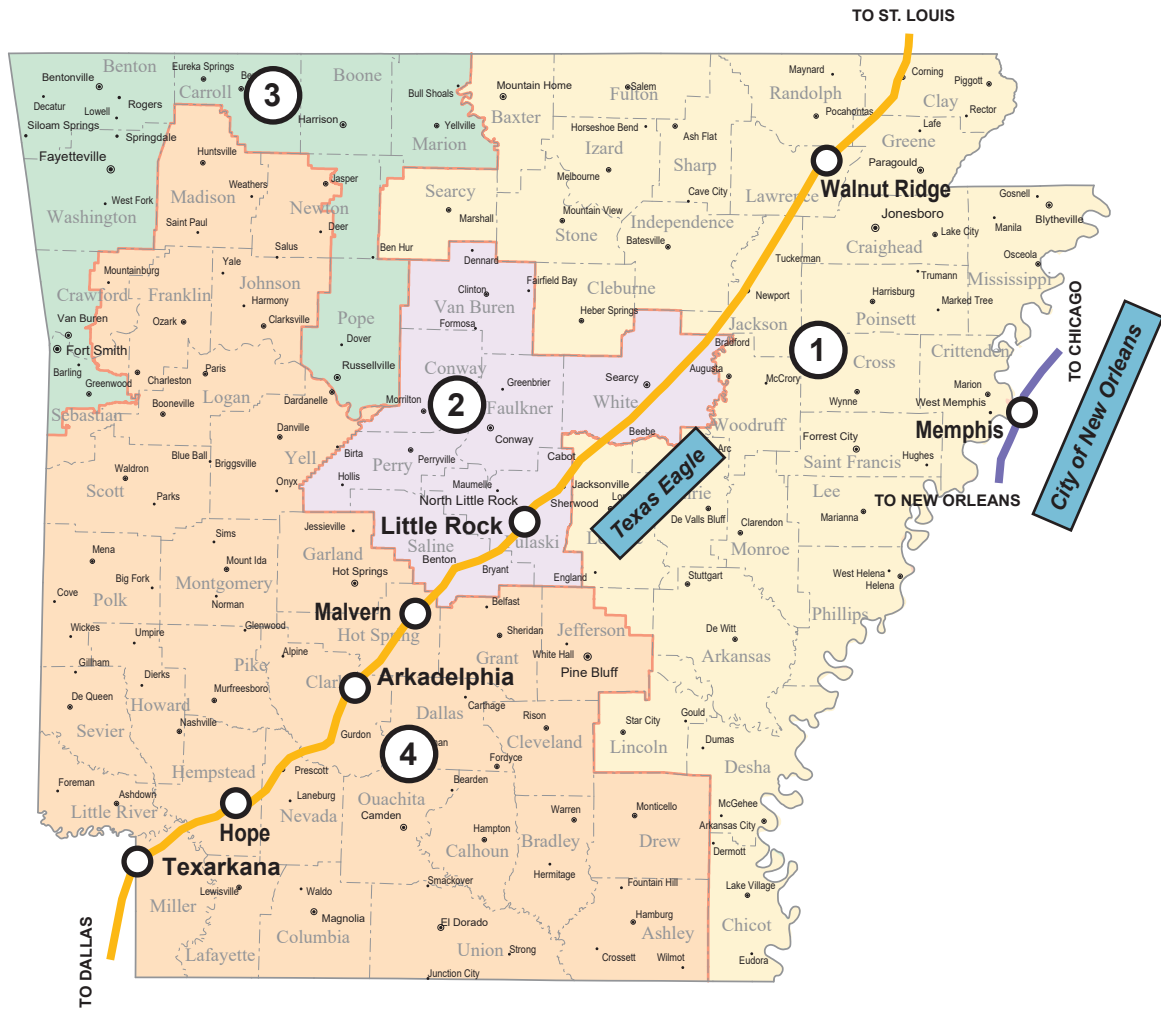 TO ST. LOUIS
Benton
Bentonville
Decatur
Rogers
Lowell
Siloam Springs
Springdale
Fayetteville
West Fork
Washington
Eureka Springs
Carroll
3
Boone
Harrison
Bull Shoals
Yellville
Marion
Huntsville
Madison
Weathers
Saint Paul
Jasper
Newton
Deer
Salus
Mountain Home
Baxter
Salem
Fulton
Horseshoe Bend
Ash Flat
Izard
Melbourne
Sharp
Cave City
Searcy
Marshall
Mountain View
Stone
Independence
Batesville
Ben Hur
Maynard
Randolph
Pocahontas
Corning
Piggott
Clay
Rector
Lafe
Greene
Paragould
Walnut Ridge
Lawrence
Jonesboro
Lake City
Craighead
Gosnell
Blytheville
Manila
Osceola
Mississippi
Tuckerman
Trumann
Harrisburg
Marked Tree
Poinsett
Newport
Jackson
1
Cross
Crittenden
Mountainburg
Crawford
Van Buren
Fort Smith
Barling
Greenwood
Sebastian
Yale
Franklin
Johnson
Harmony
Ozark
Clarksville
Pope
Dover
Russellville
Charleston
Paris
Booneville
Logan
Dardanelle
Danville
Dennard
Clinton
Van Buren
Fairfield Bay
Formosa
Cleburne
Heber Springs
Conway
Greenbrier
2
Faulkner
Morrilton
Conway
Searcy
White
Bradford
Augusta
McCrory
Beebe
Woodruff
Wynne
Marion
West Memphis
Memphis
TO CHICAGO
City of New Orleans
TO NEW ORLEANS
Forrest City
Saint Francis
Hughes
Lee
Marianna
Waldron
Scott
Parks
Blue Ball
Briggsville
Yell
Birta
Onyx
Hollis
Perry
Perryville
Maumelle
Cabot
North Little Rock
Jacksonville
Sherwood
Little Rock
Texas Eagle
De Valls Bluff
Clarendon
Monroe
Jessieville
Garland
Saline
Benton
Bryant
Hot Springs
England
Stuttgart
West Helena
Helena
Phillips
Mena
Sims
Mount Ida
Big Fork
Montgomery
Norman
Cove
Polk
Wickes
Umpire
Glenwood
Gillham
Pike
Alpine
Malvern
Hot Spring
Belfast
Sheridan
Grant
Jefferson
White Hall
Pine Bluff
De Witt
Arkansas
De Queen
Dierks
Howard
Murfreesboro
Sevier
Nashville
Arkadelphia
Carthage
Dallas
Rison
Cleveland
Star City
Lincoln
Gould
Dumas
Desha
Gurdon
4
Fordyce
Hempstead
Prescott
Bearden
Foreman
Ashdown
Little River
Laneburg
Nevada
Ouachita
Camden
Hope
Warren
Monticello
McGehee
Arkansas City
Bradley
Drew
Dermott
Hampton
Calhoun
Hermitage
Texarkana
Lewisville
Miller
Waldo
Magnolia
Columbia
Smackover
El Dorado
Fountain Hill
Hamburg
Ashley
Lake Village
Chicot
Lafayette
Union
Strong
Junction City
Crossett
Wilmot
Eudora
TO DALLAS